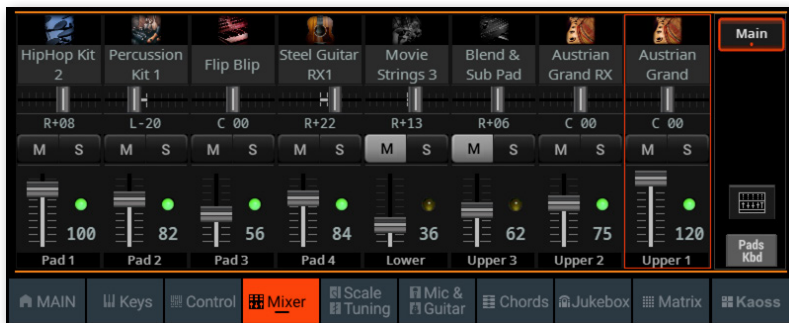 HipHop Kit 2
Percussion Kit 1
Flip Blip
Steel Guitar RX1
Movie Strings 3
Blend & Sub Pad
Austrian Grand RX
Austrian Grand
Main
R+08 L-20 C 00 R+22 R+13 R+06 C 00 C 00
M S M S M S M S M S M S M S M S
100 82 56 84 36 62 75 120
Pads Kbd
Pad 1 Pad 2 Pad 3 Pad 4 Lower Upper 3 Upper 2 Upper 1
MAIN Keys Control Mixer Scale Tuning Mic & Guitar Chords Jukebox Matrix Kaoss